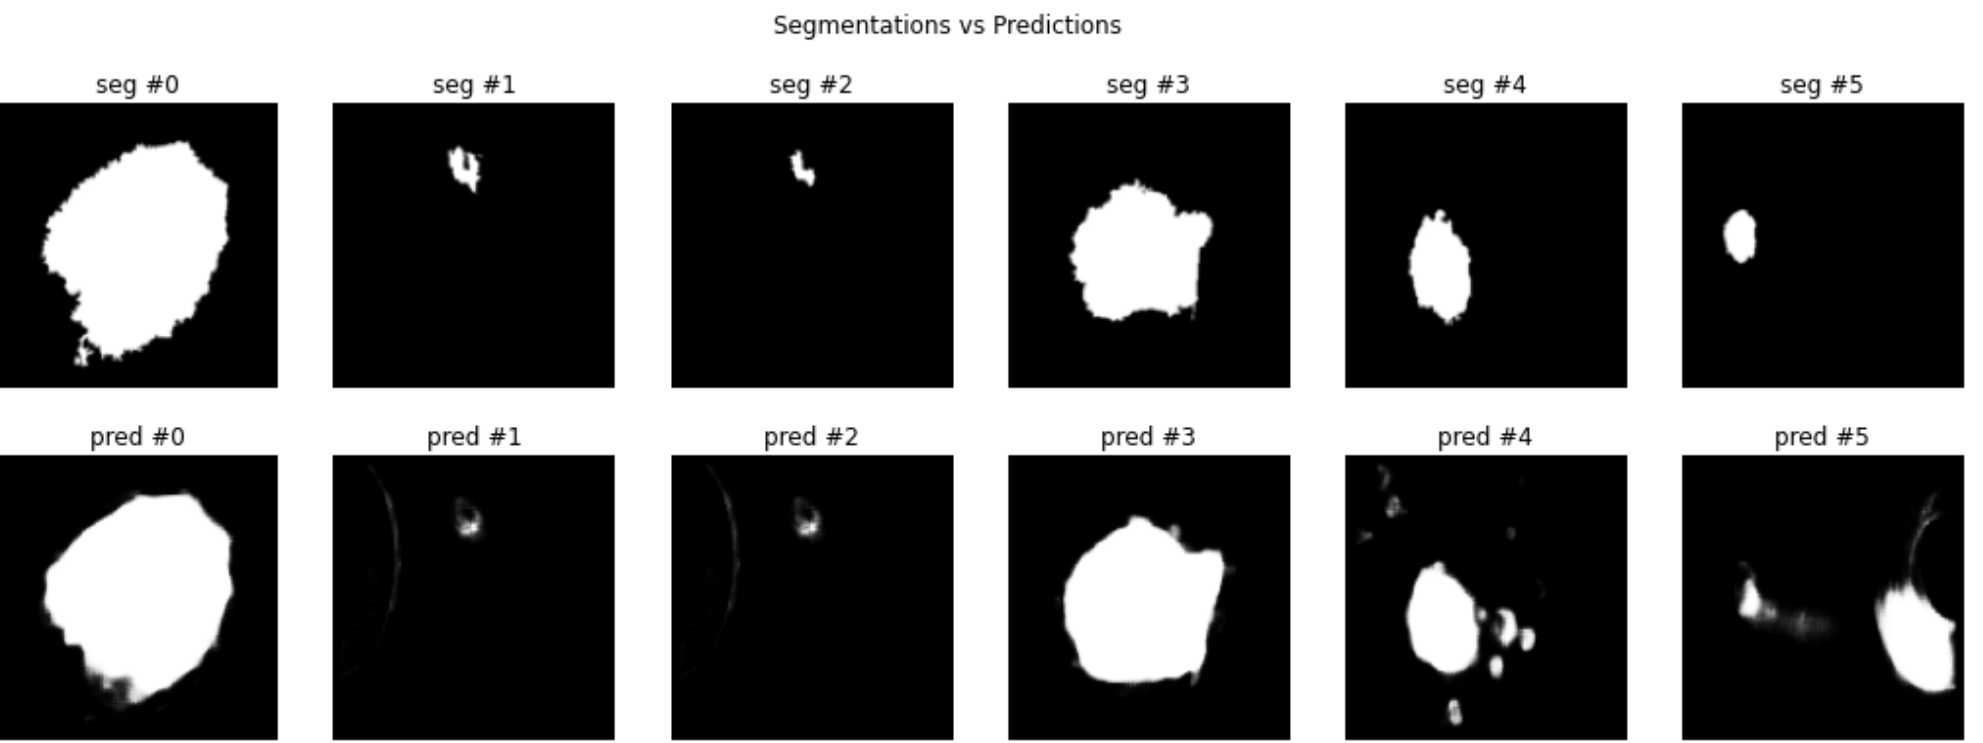 Segmentations vs Predictions
seg #0 seg #1 seg #2 seg #3 seg #4 seg #5
pred #0 pred #1 pred #2 pred #3 pred #4 pred #5